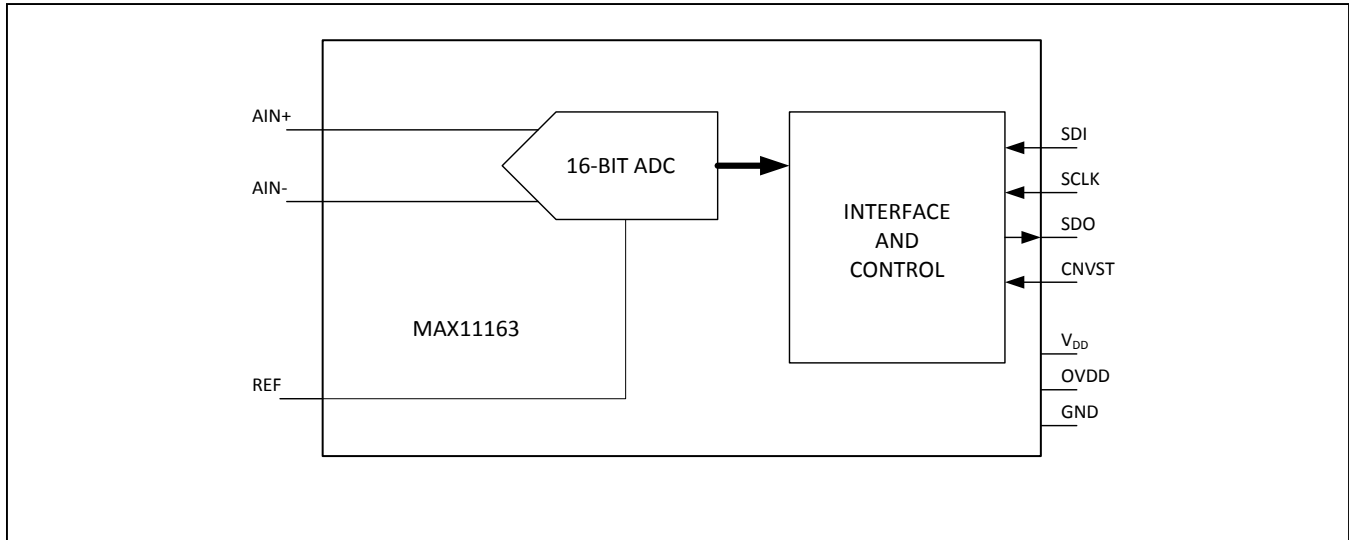 AIN+
AIN-
REF
16-BIT ADC
MAX11163
INTERFACE
AND
CONTROL
SDI
SCLK
SDO
CNVST
VDD
OVDD
GND